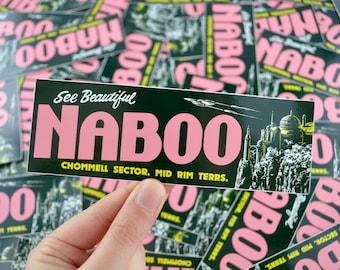 See Beautiful
NABOO
CHOMMELL SECTOR, MID RIM TERRS.